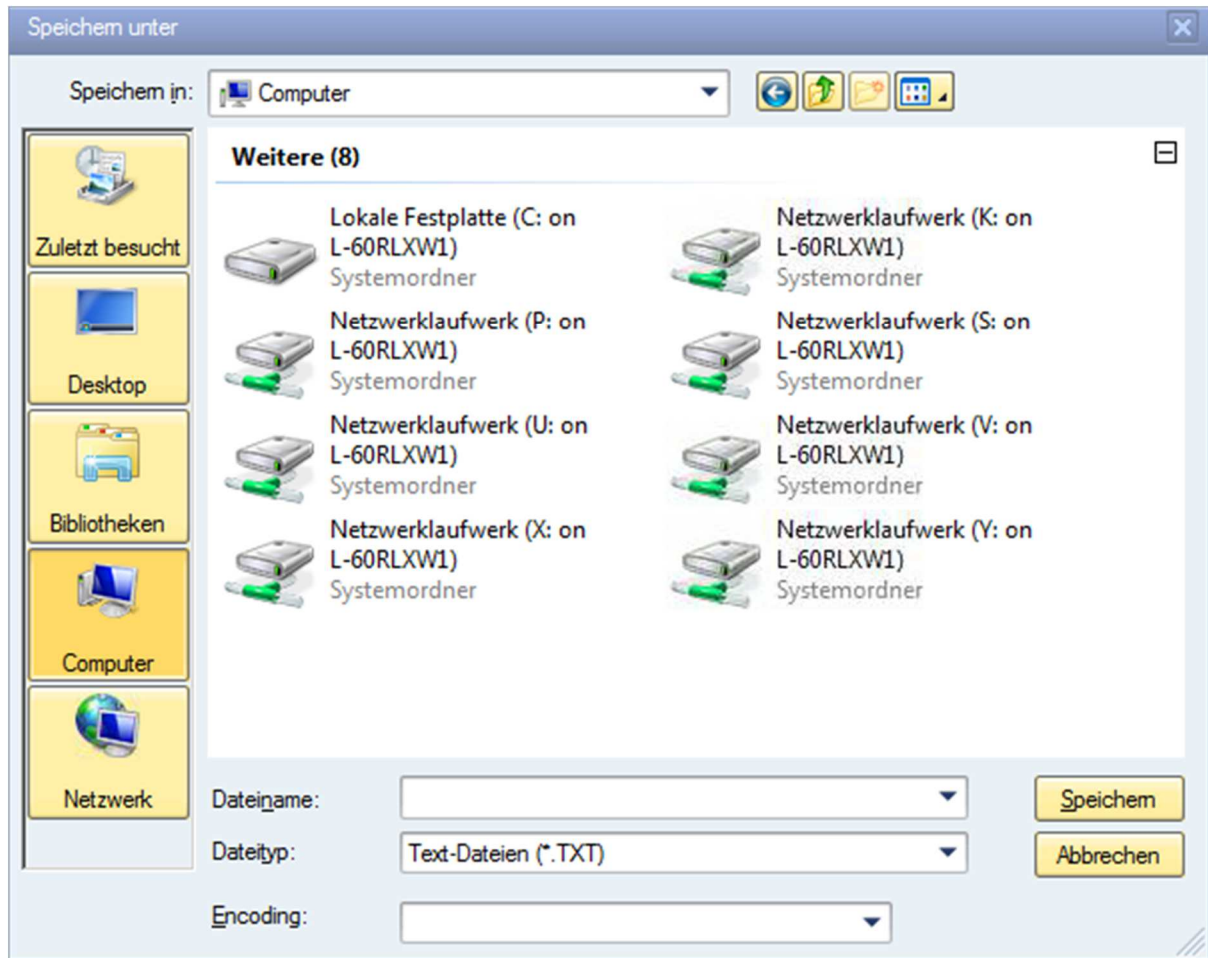 Speichern unter
Speichern in:
Computer
Zuletzt besucht
Desktop
Bibliotheken
Computer
Netzwerk
Weitere (8)
Lokale Festplatte (C: on
L-60RLXW1)
Systemordner
Netzwerklaufwerk (K: on
L-60RLXW1)
Systemordner
Netzwerklaufwerk (P: on
L-60RLXW1)
Systemordner
Netzwerklaufwerk (S: on
L-60RLXW1)
Systemordner
Netzwerklaufwerk (U: on
L-60RLXW1)
Systemordner
Netzwerklaufwerk (V: on
L-60RLXW1)
Systemordner
Netzwerklaufwerk (X: on
L-60RLXW1)
Systemordner
Netzwerklaufwerk (Y: on
L-60RLXW1)
Systemordner
Dateiname:
Speichern
Dateityp:
Text-Dateien (*.TXT)
Abbrechen
Encoding: